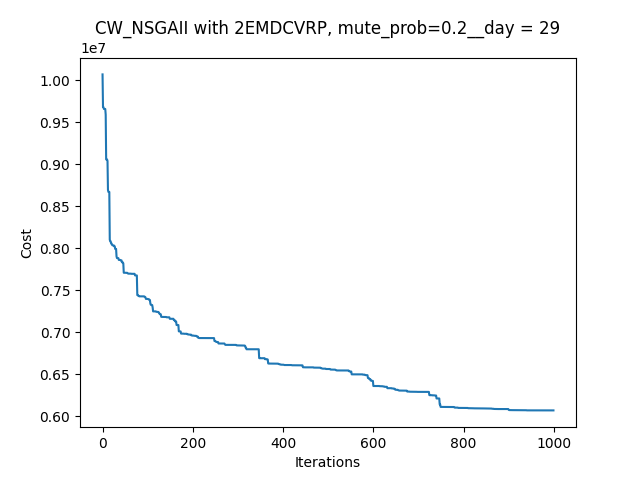 CW_NSGAII with 2EMDCVRP, mute_prob=0.2__day = 29
1e7
1.00
0.95
0.90
0.85
0.80
0.75
0.70
0.65
0.60
Cost
0 200 400 600 800 1000
Iterations